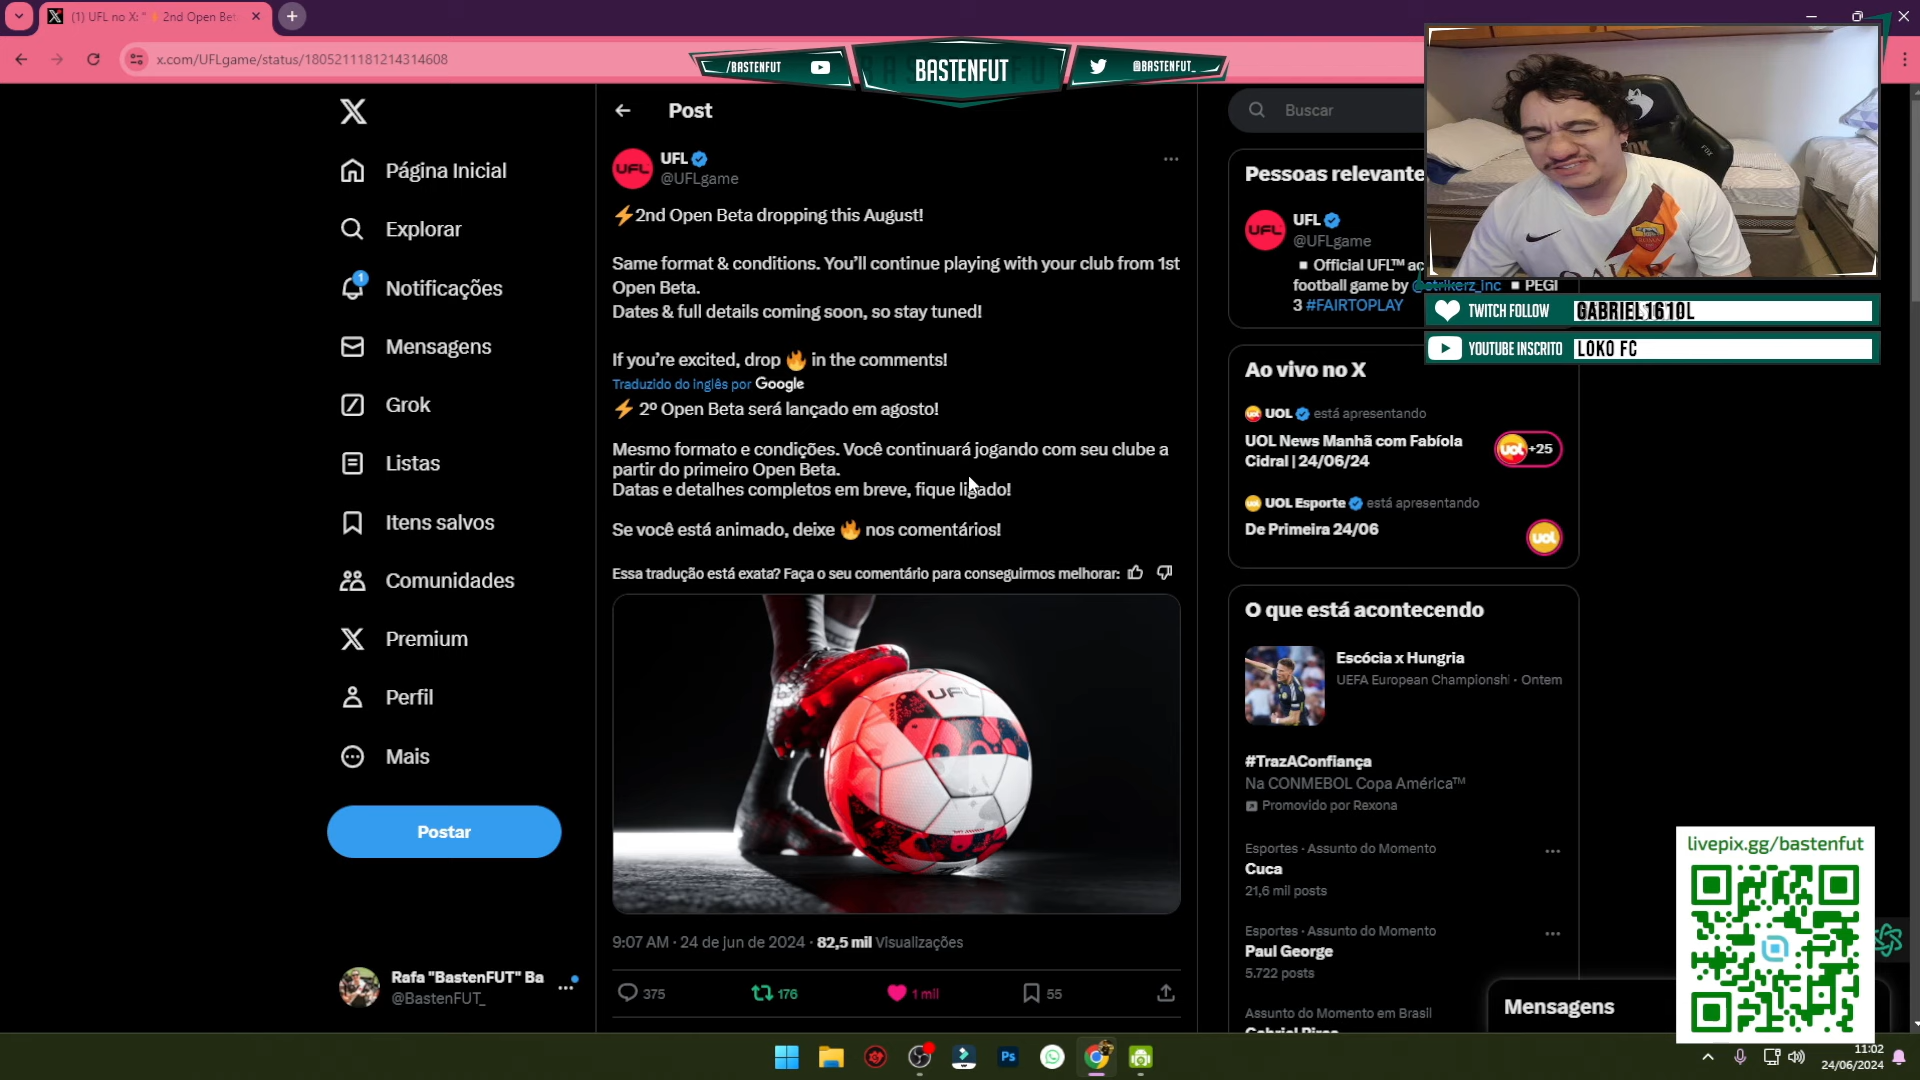 (1) UFL no X: "⚡2nd Open Bet
x.com/UFLgame/status/1805211181214314608
/BASTENFUT
BASTENFUT
@BASTENFUT_
Página Inicial
Explorar
1
Notificações
Mensagens
Grok
Listas
Itens salvos
Comunidades
Premium
Perfil
Mais
Postar
Rafa "BastenFUT" Ba
@BastenFUT_
Post
UFL
UFL
@UFLgame
⚡2nd Open Beta dropping this August!
Same format & conditions. You’ll continue playing with your club from 1st
Open Beta.
Dates & full details coming soon, so stay tuned!
If you’re excited, drop 🔥 in the comments!
Traduzido do inglês por Google
⚡ 2º Open Beta será lançado em agosto!
Mesmo formato e condições. Você continuará jogando com seu clube a
partir do primeiro Open Beta.
Datas e detalhes completos em breve, fique ligado!
Se você está animado, deixe 🔥 nos comentários!
Essa tradução está exata? Faça o seu comentário para conseguirmos melhorar:
UFL
9:07 AM · 24 de jun de 2024 · 82,5 mil Visualizações
375
176
1 mil
55
Buscar
Pessoas relevante
UFL
UFL
@UFLgame
Official UFL™ ac
football game by @strikerz_inc ▪ PEGI
3 #FAIRTOPLAY
ROMA
FOX
TWITCH FOLLOW
GABRIEL1610L
YOUTUBE INSCRITO
LOKO FC
Ao vivo no X
UOL está apresentando
UOL News Manhã com Fabíola
Cidral | 24/06/24
uol +25
UOL Esporte está apresentando
De Primeira 24/06
uol
O que está acontecendo
Escócia x Hungria
UEFA European Championshi · Ontem
#TrazAConfiança
Na CONMEBOL Copa América™
Promovido por Rexona
Esportes · Assunto do Momento
Cuca
21,6 mil posts
Esportes · Assunto do Momento
Paul George
5.722 posts
Assunto do Momento em Brasil
Gabriel Pires
Mensagens
livepix.gg/bastenfut
Ps
11:02
24/06/2024